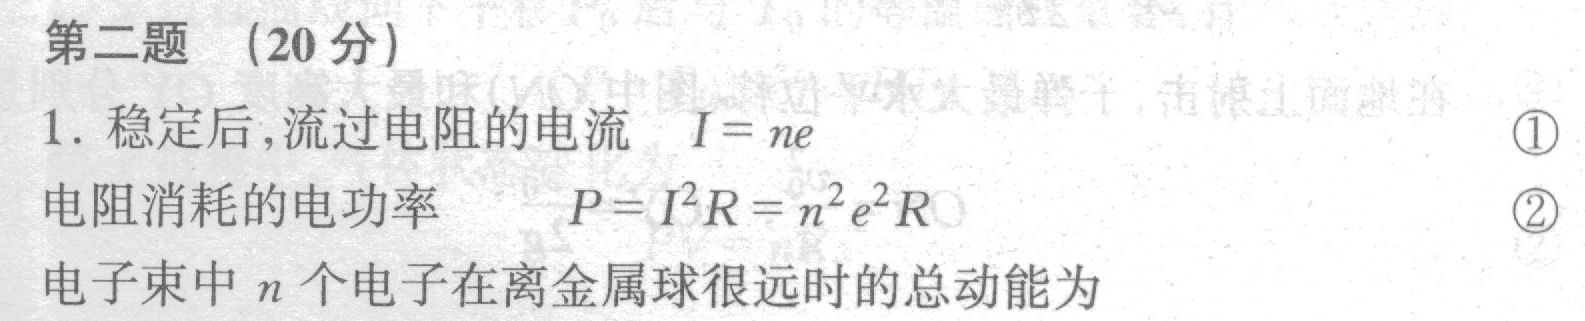 第二题 (20 分)
1. 稳定后,流过电阻的电流 I = ne ①
电阻消耗的电功率 P = I²R = n²e²R ②
电子束中 n 个电子在离金属球很远时的总动能为